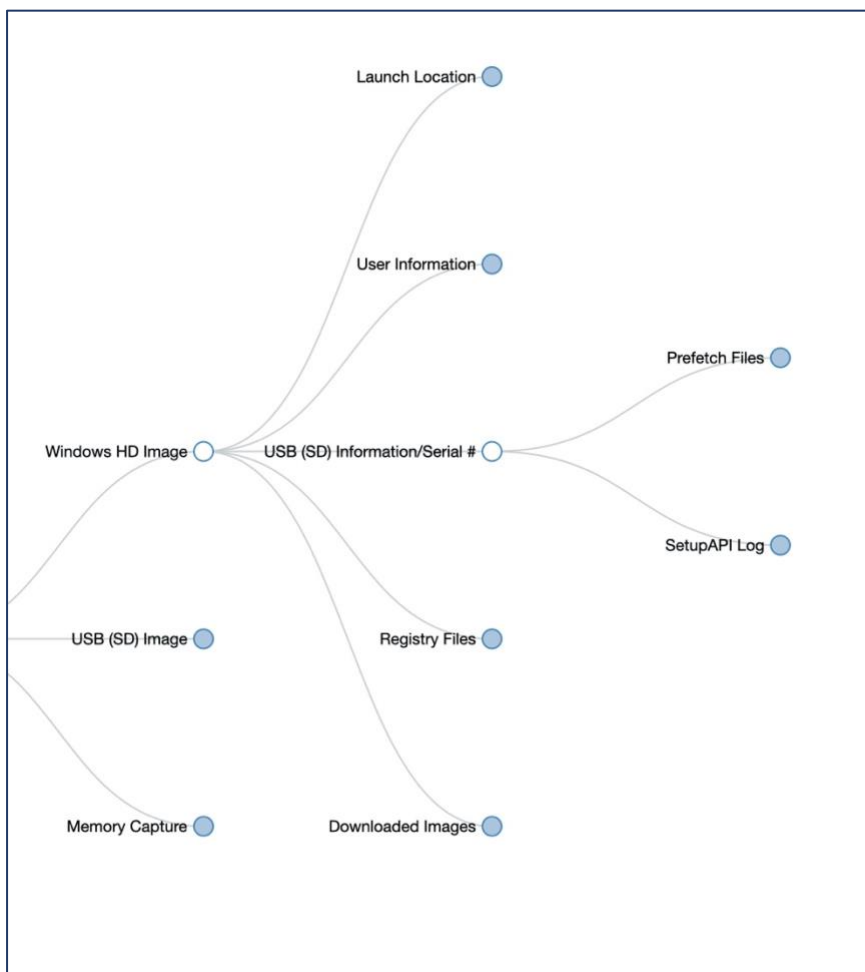 Launch Location
User Information
Prefetch Files
Windows HD Image
USB (SD) Information/Serial #
SetupAPI Log
USB (SD) Image
Registry Files
Memory Capture
Downloaded Images